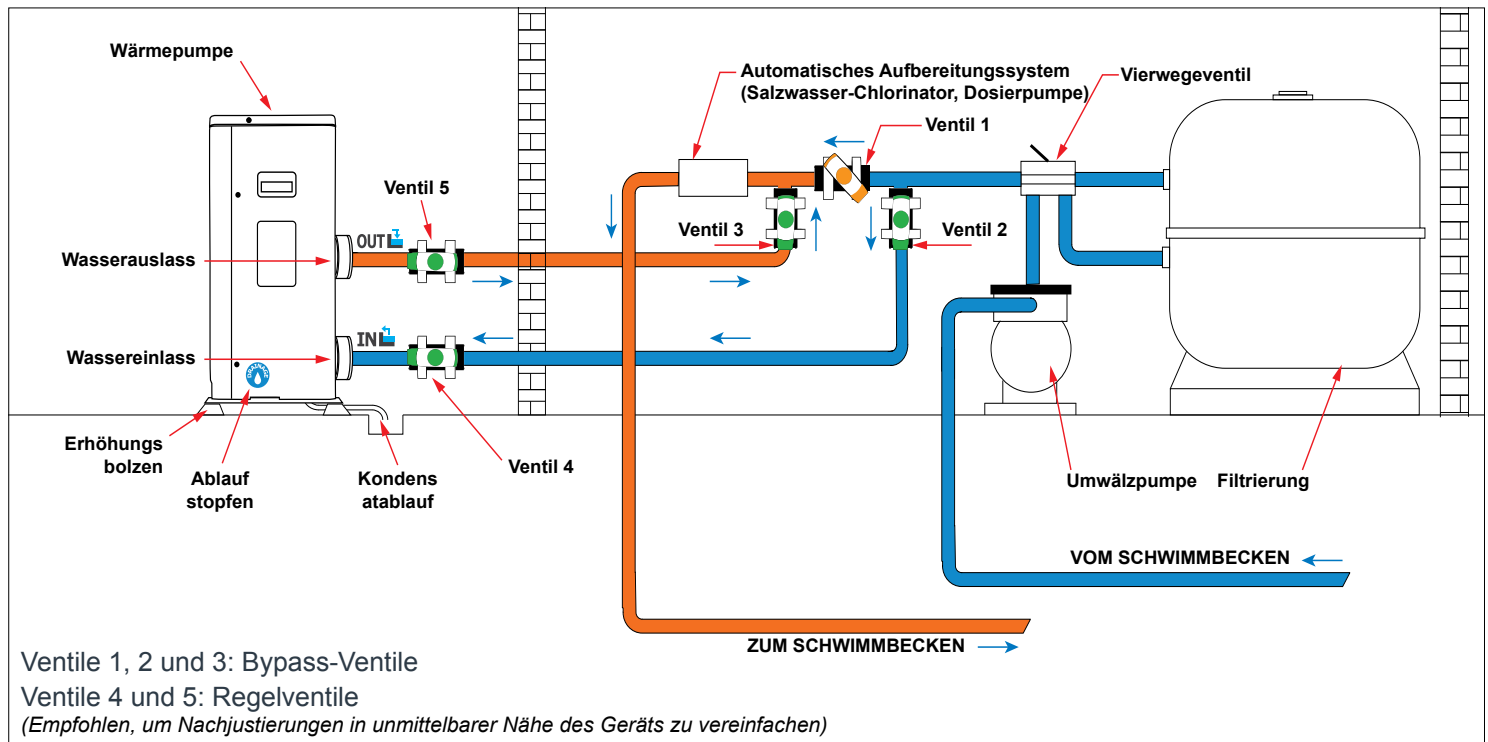 Wärmepumpe
Automatisches Aufbereitungssystem
(Salzwasser-Chlorinator, Dosierpumpe)
Vierwegeventil
Ventil 1
Ventil 5
Ventil 3
Ventil 2
OUT
Wasserauslass
IN
Wassereinlass
Erhöhungs
bolzen
Ablauf
stopfen
Kondens
atablauf
Ventil 4
Umwälzpumpe
Filtrierung
VOM SCHWIMMBECKEN
ZUM SCHWIMMBECKEN
Ventile 1, 2 und 3: Bypass-Ventile
Ventile 4 und 5: Regelventile
(Empfohlen, um Nachjustierungen in unmittelbarer Nähe des Geräts zu vereinfachen)